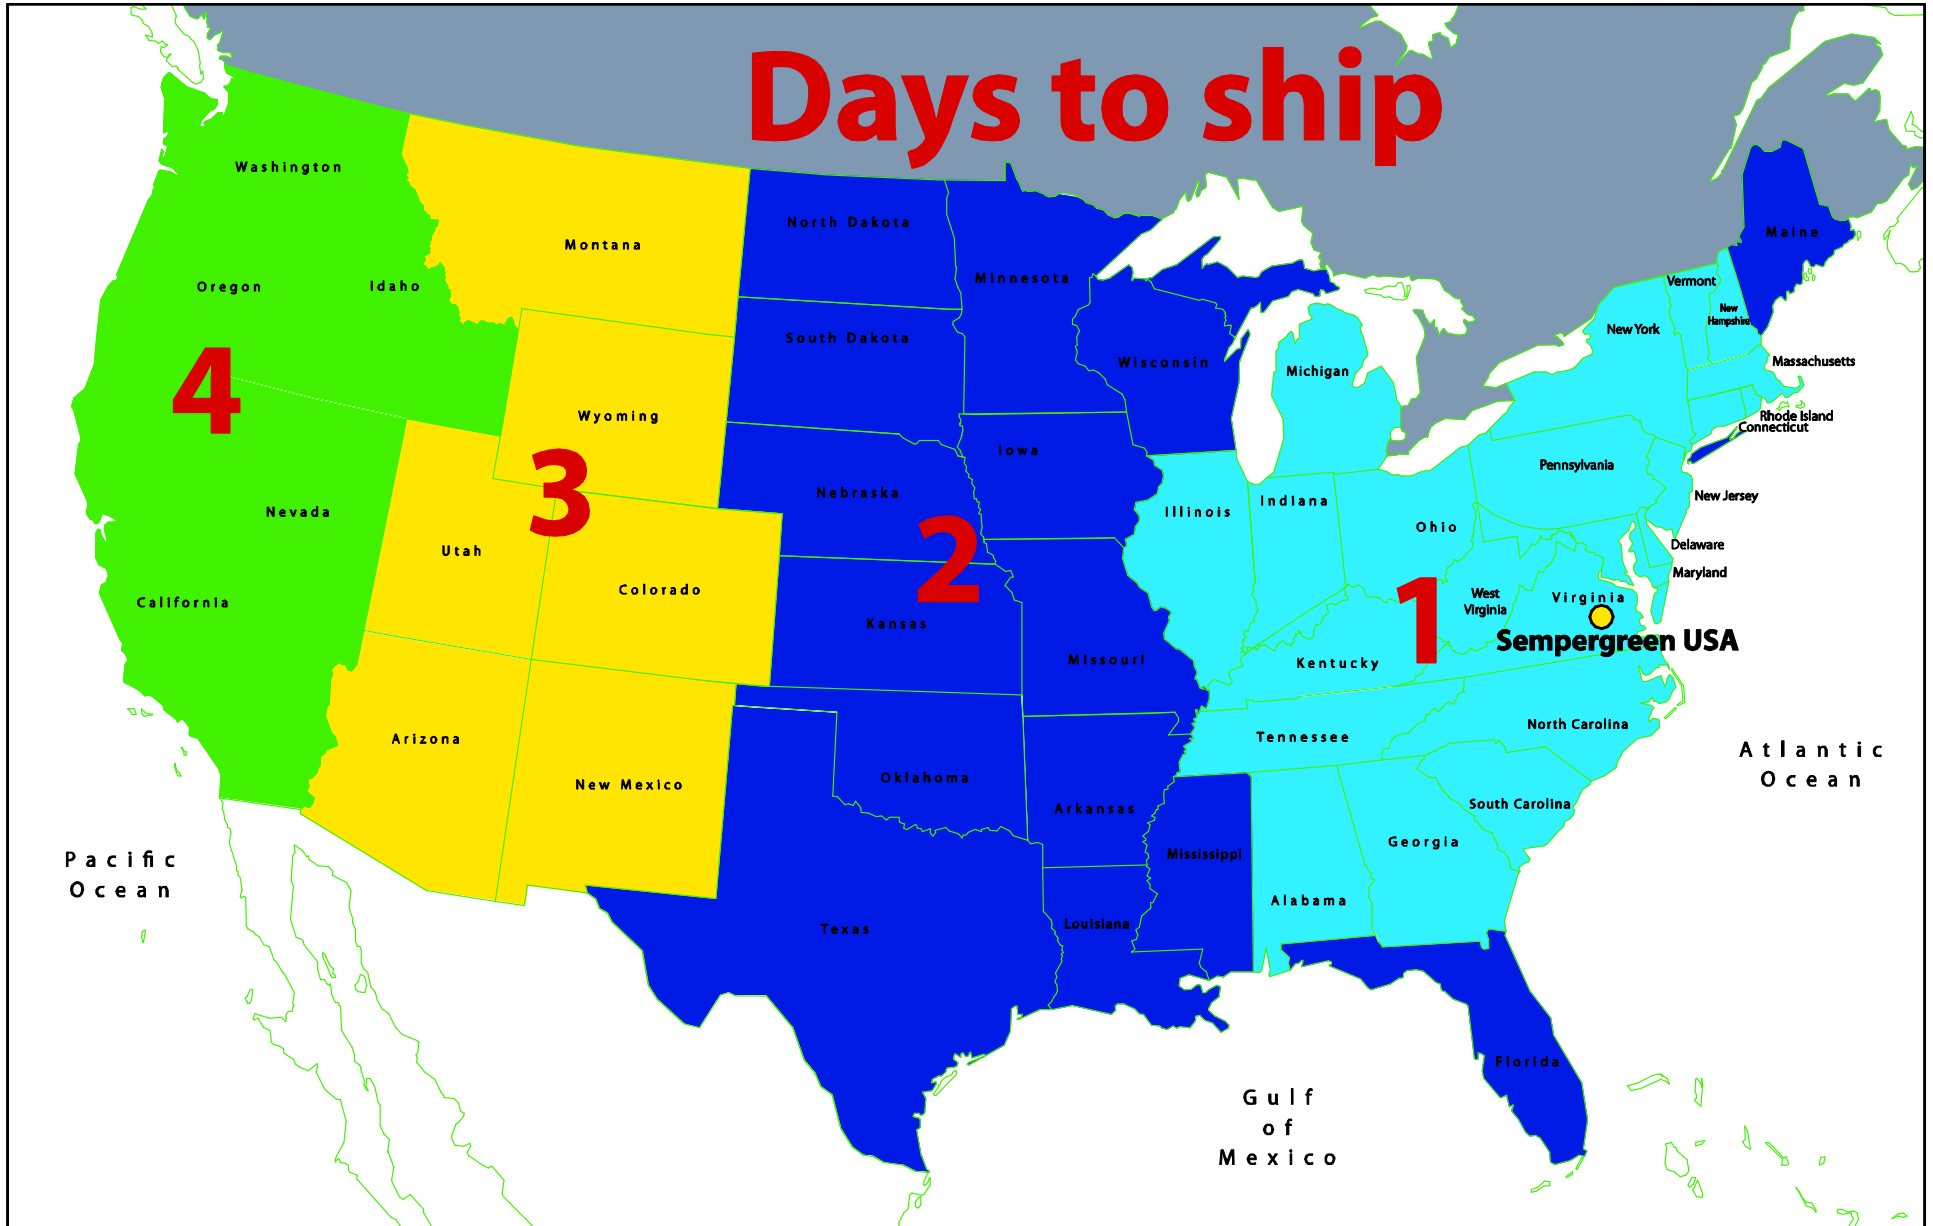 Days to ship
Washington
Montana
North Dakota
Minnesota
Maine
Oregon
Idaho
Vermont
New
Hampshire
New York
South Dakota
Wisconsin
Michigan
Massachusetts
4
Wyoming
Rhode Island
Connecticut
Iowa
Pennsylvania
3
Nebraska
New Jersey
Nevada
Illinois
Indiana
Ohio
Utah
2
Delaware
Maryland
Colorado
California
Kansas
1
West
Virginia
Virginia
Sempergreen USA
Missouri
Kentucky
Arizona
Tennessee
North Carolina
Atlantic
Ocean
New Mexico
Oklahoma
Arkansas
South Carolina
Georgia
Mississippi
Pacific
Ocean
Alabama
Texas
Louisiana
Florida
Gulf
of
Mexico